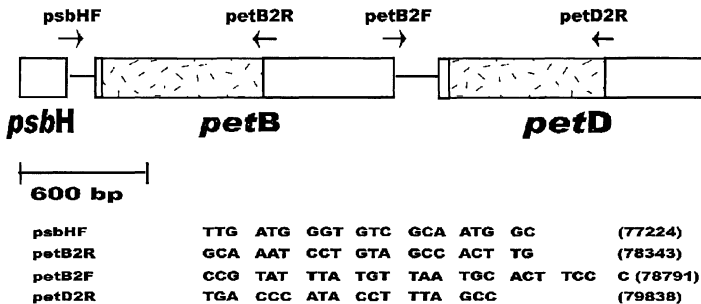 psbHF petB2R petB2F petD2R
psbH petB petD
600 bp
psbHF TTG ATG GGT GTC GCA ATG GC (77224)
petB2R GCA AAT CCT GTA GCC ACT TG (78343)
petB2F CCG TAT TTA TGT TAA TGC ACT TCC C (78791)
petD2R TGA CCC ATA CCT TTA GCC (79838)